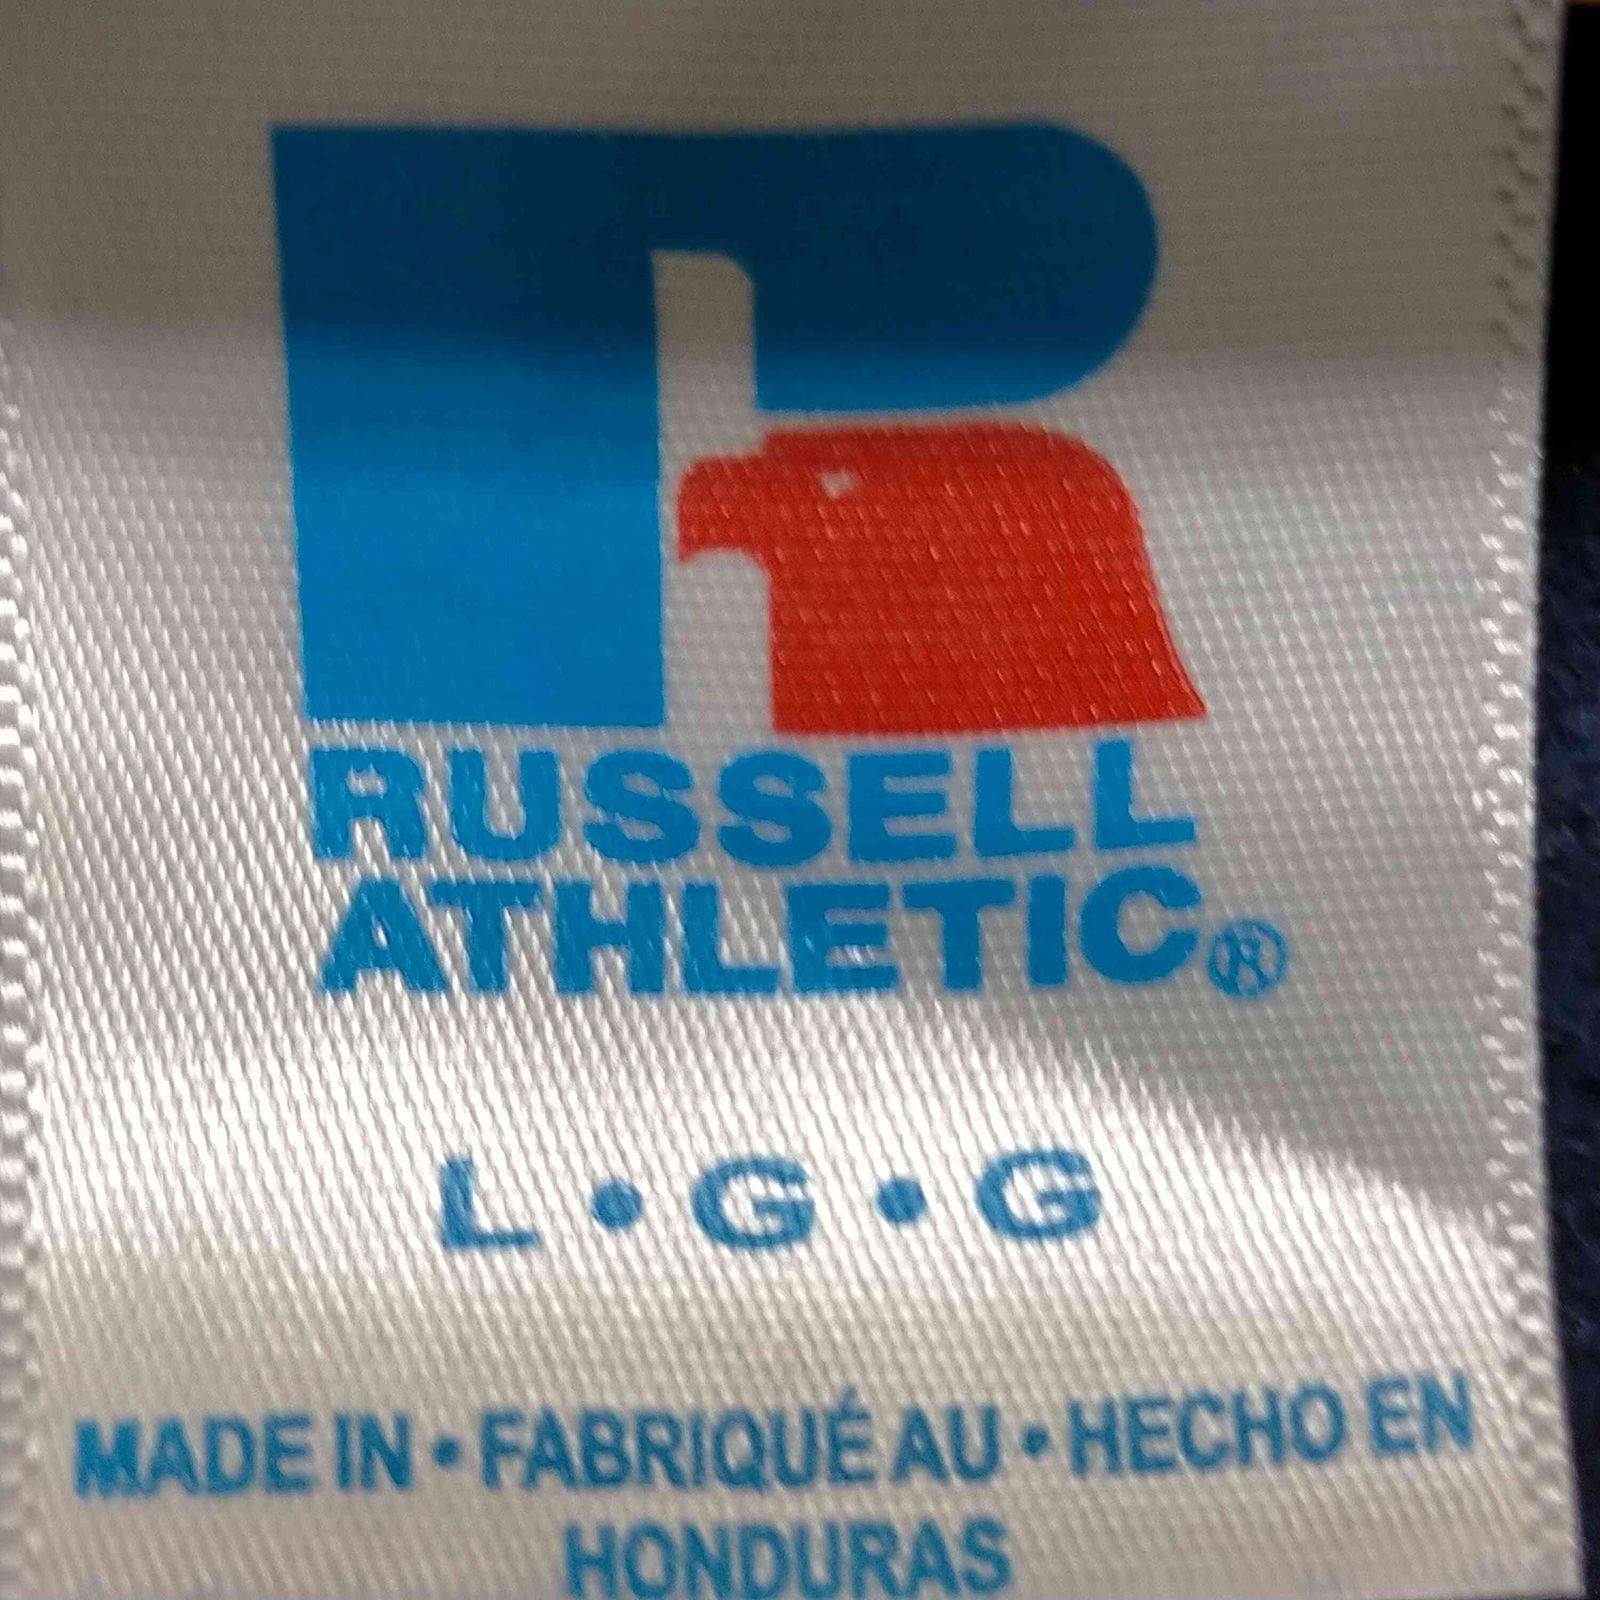 RUSSELL
ATHLETIC®
L•G•G
MADE IN • FABRIQUÉ AU • HECHO EN
HONDURAS